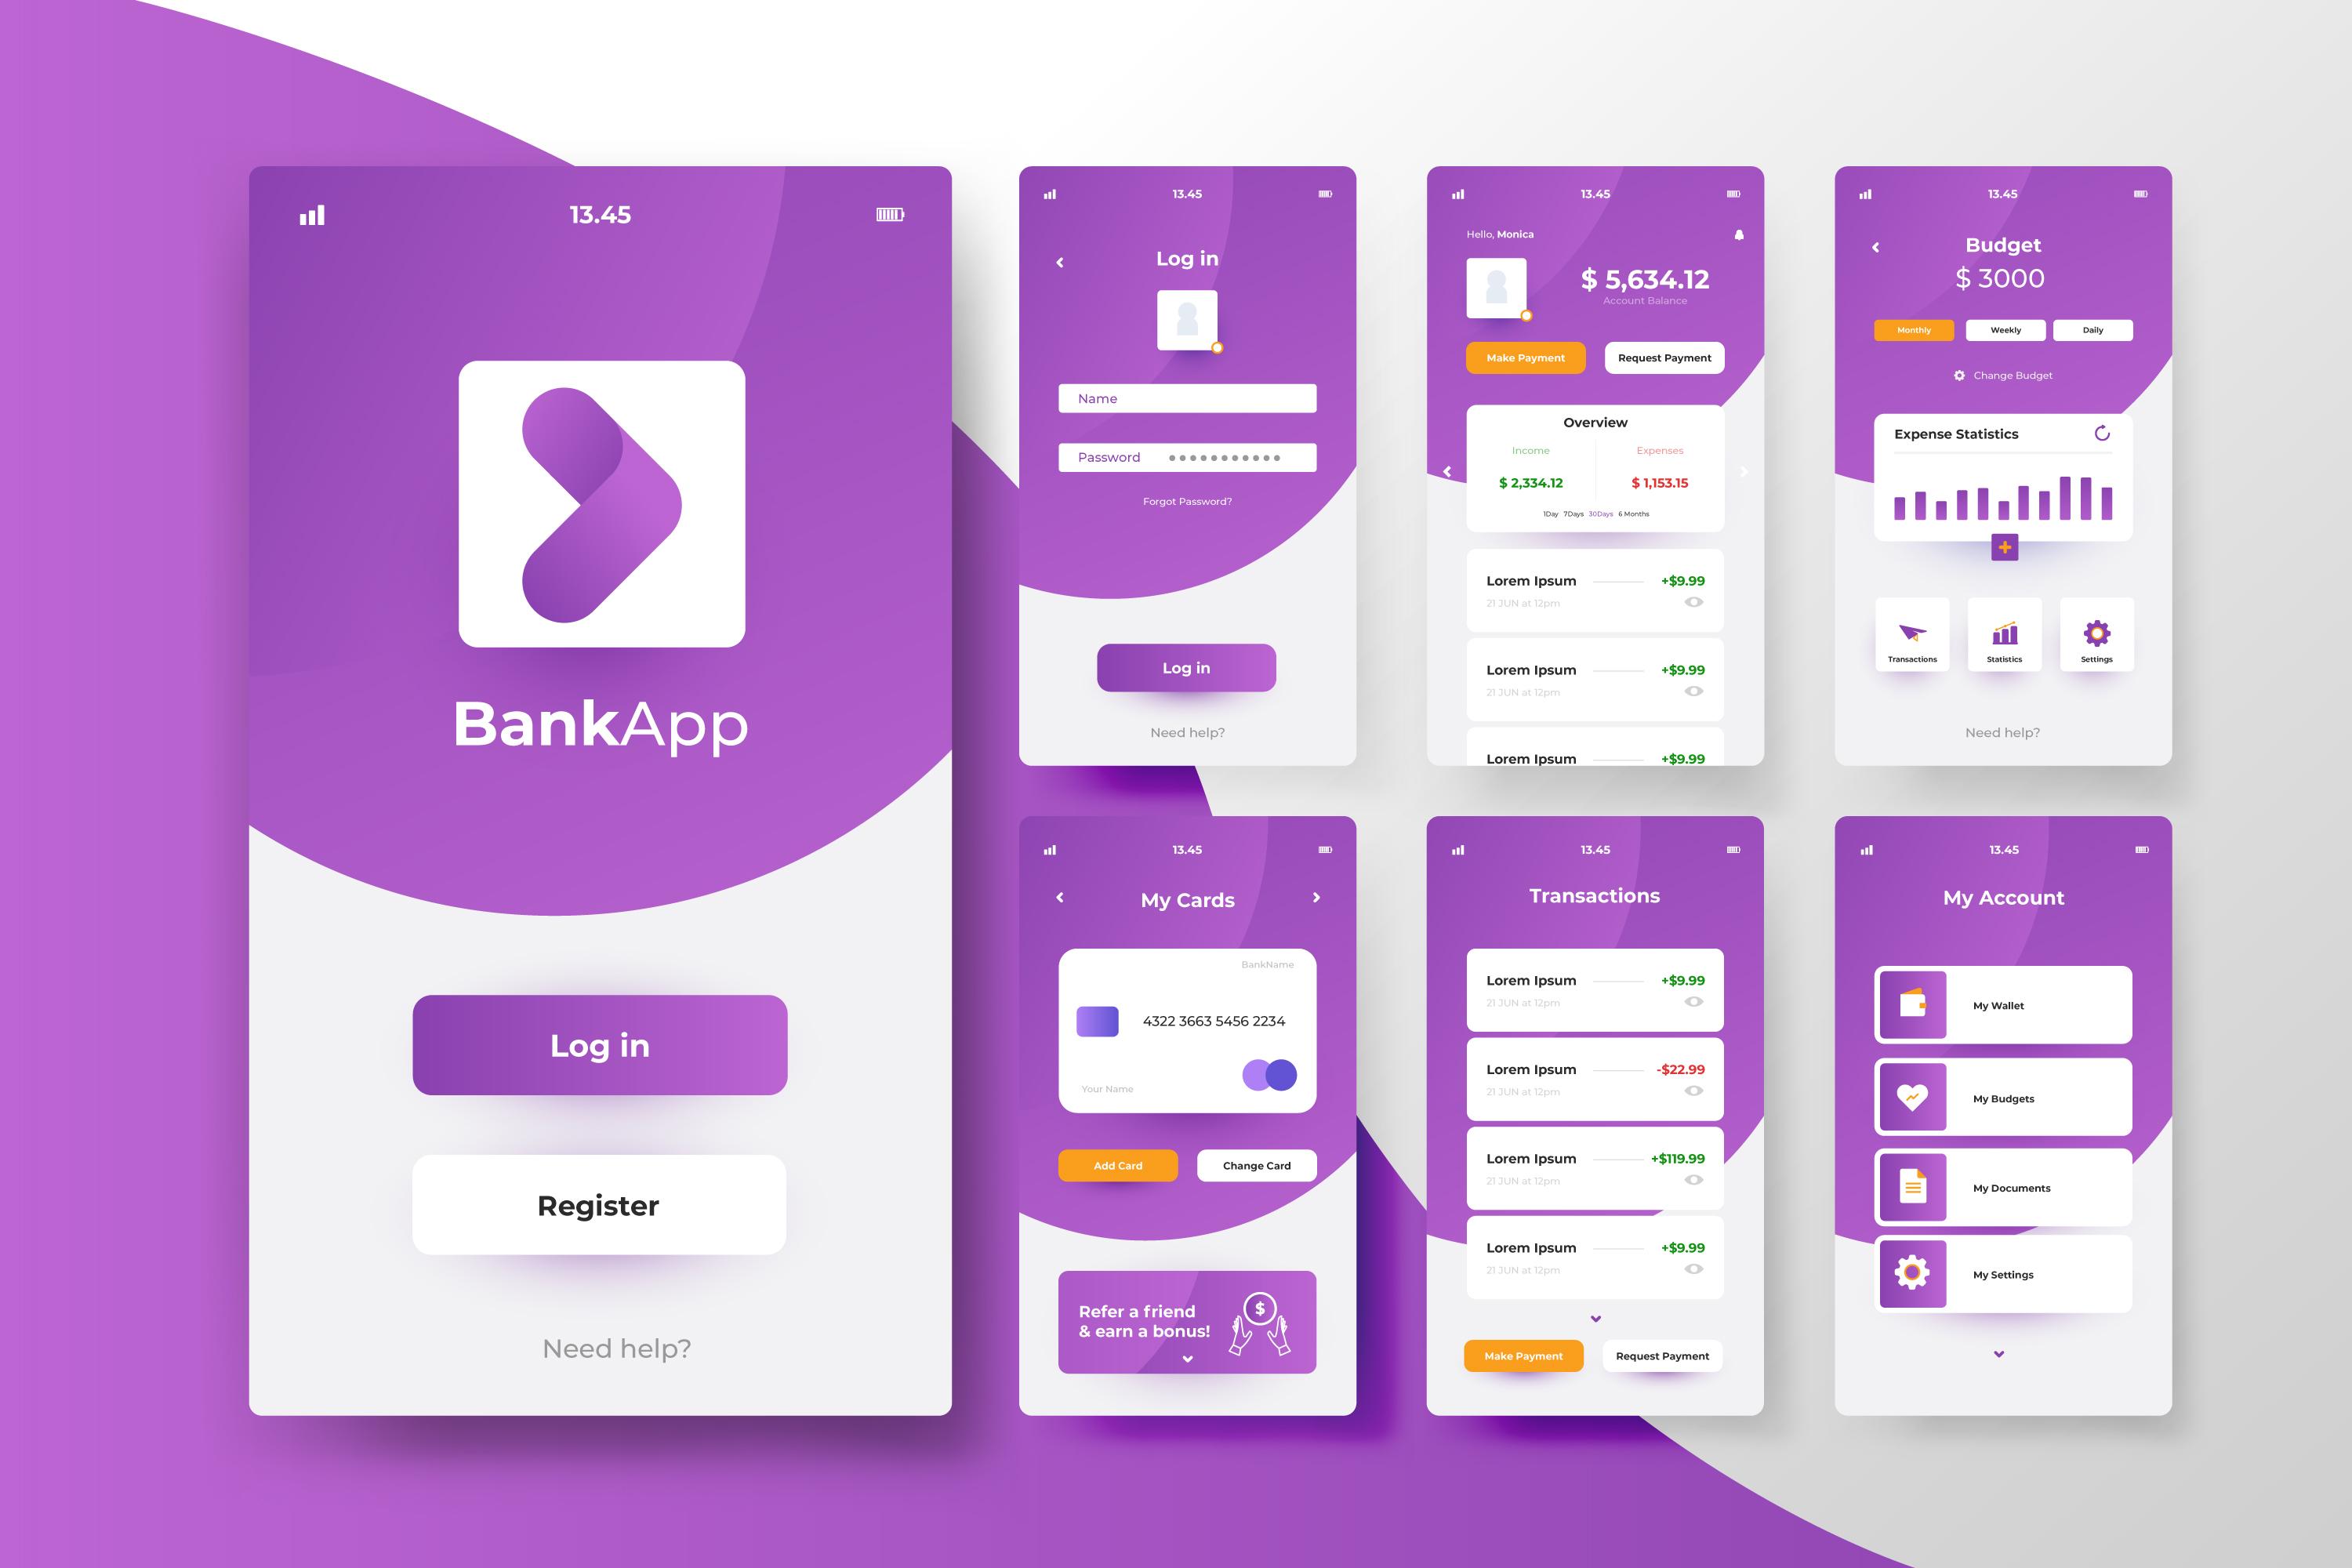 13.45
BankApp
Log in
Register
Need help?
13.45
Log in
Name
Password
Forgot Password?
Log in
Need help?
13.45
Hello, Monica
$ 5,634.12
Account Balance
Make Payment
Request Payment
Overview
Income
Expenses
$ 2,334.12
$ 1,153.15
1Day 7Days 30Days 6 Months
Lorem Ipsum
+$9.99
21 JUN at 12pm
Lorem Ipsum
+$9.99
21 JUN at 12pm
Lorem Ipsum
+$9.99
13.45
Budget
$ 3000
Monthly
Weekly
Daily
Change Budget
Expense Statistics
Transactions
Statistics
Settings
Need help?
13.45
My Cards
BankName
4322 3663 5456 2234
Your Name
Add Card
Change Card
Refer a friend
& earn a bonus!
$
13.45
Transactions
Lorem Ipsum
+$9.99
21 JUN at 12pm
Lorem Ipsum
-$22.99
21 JUN at 12pm
Lorem Ipsum
+$119.99
21 JUN at 12pm
Lorem Ipsum
+$9.99
21 JUN at 12pm
Make Payment
Request Payment
13.45
My Account
My Wallet
My Budgets
My Documents
My Settings